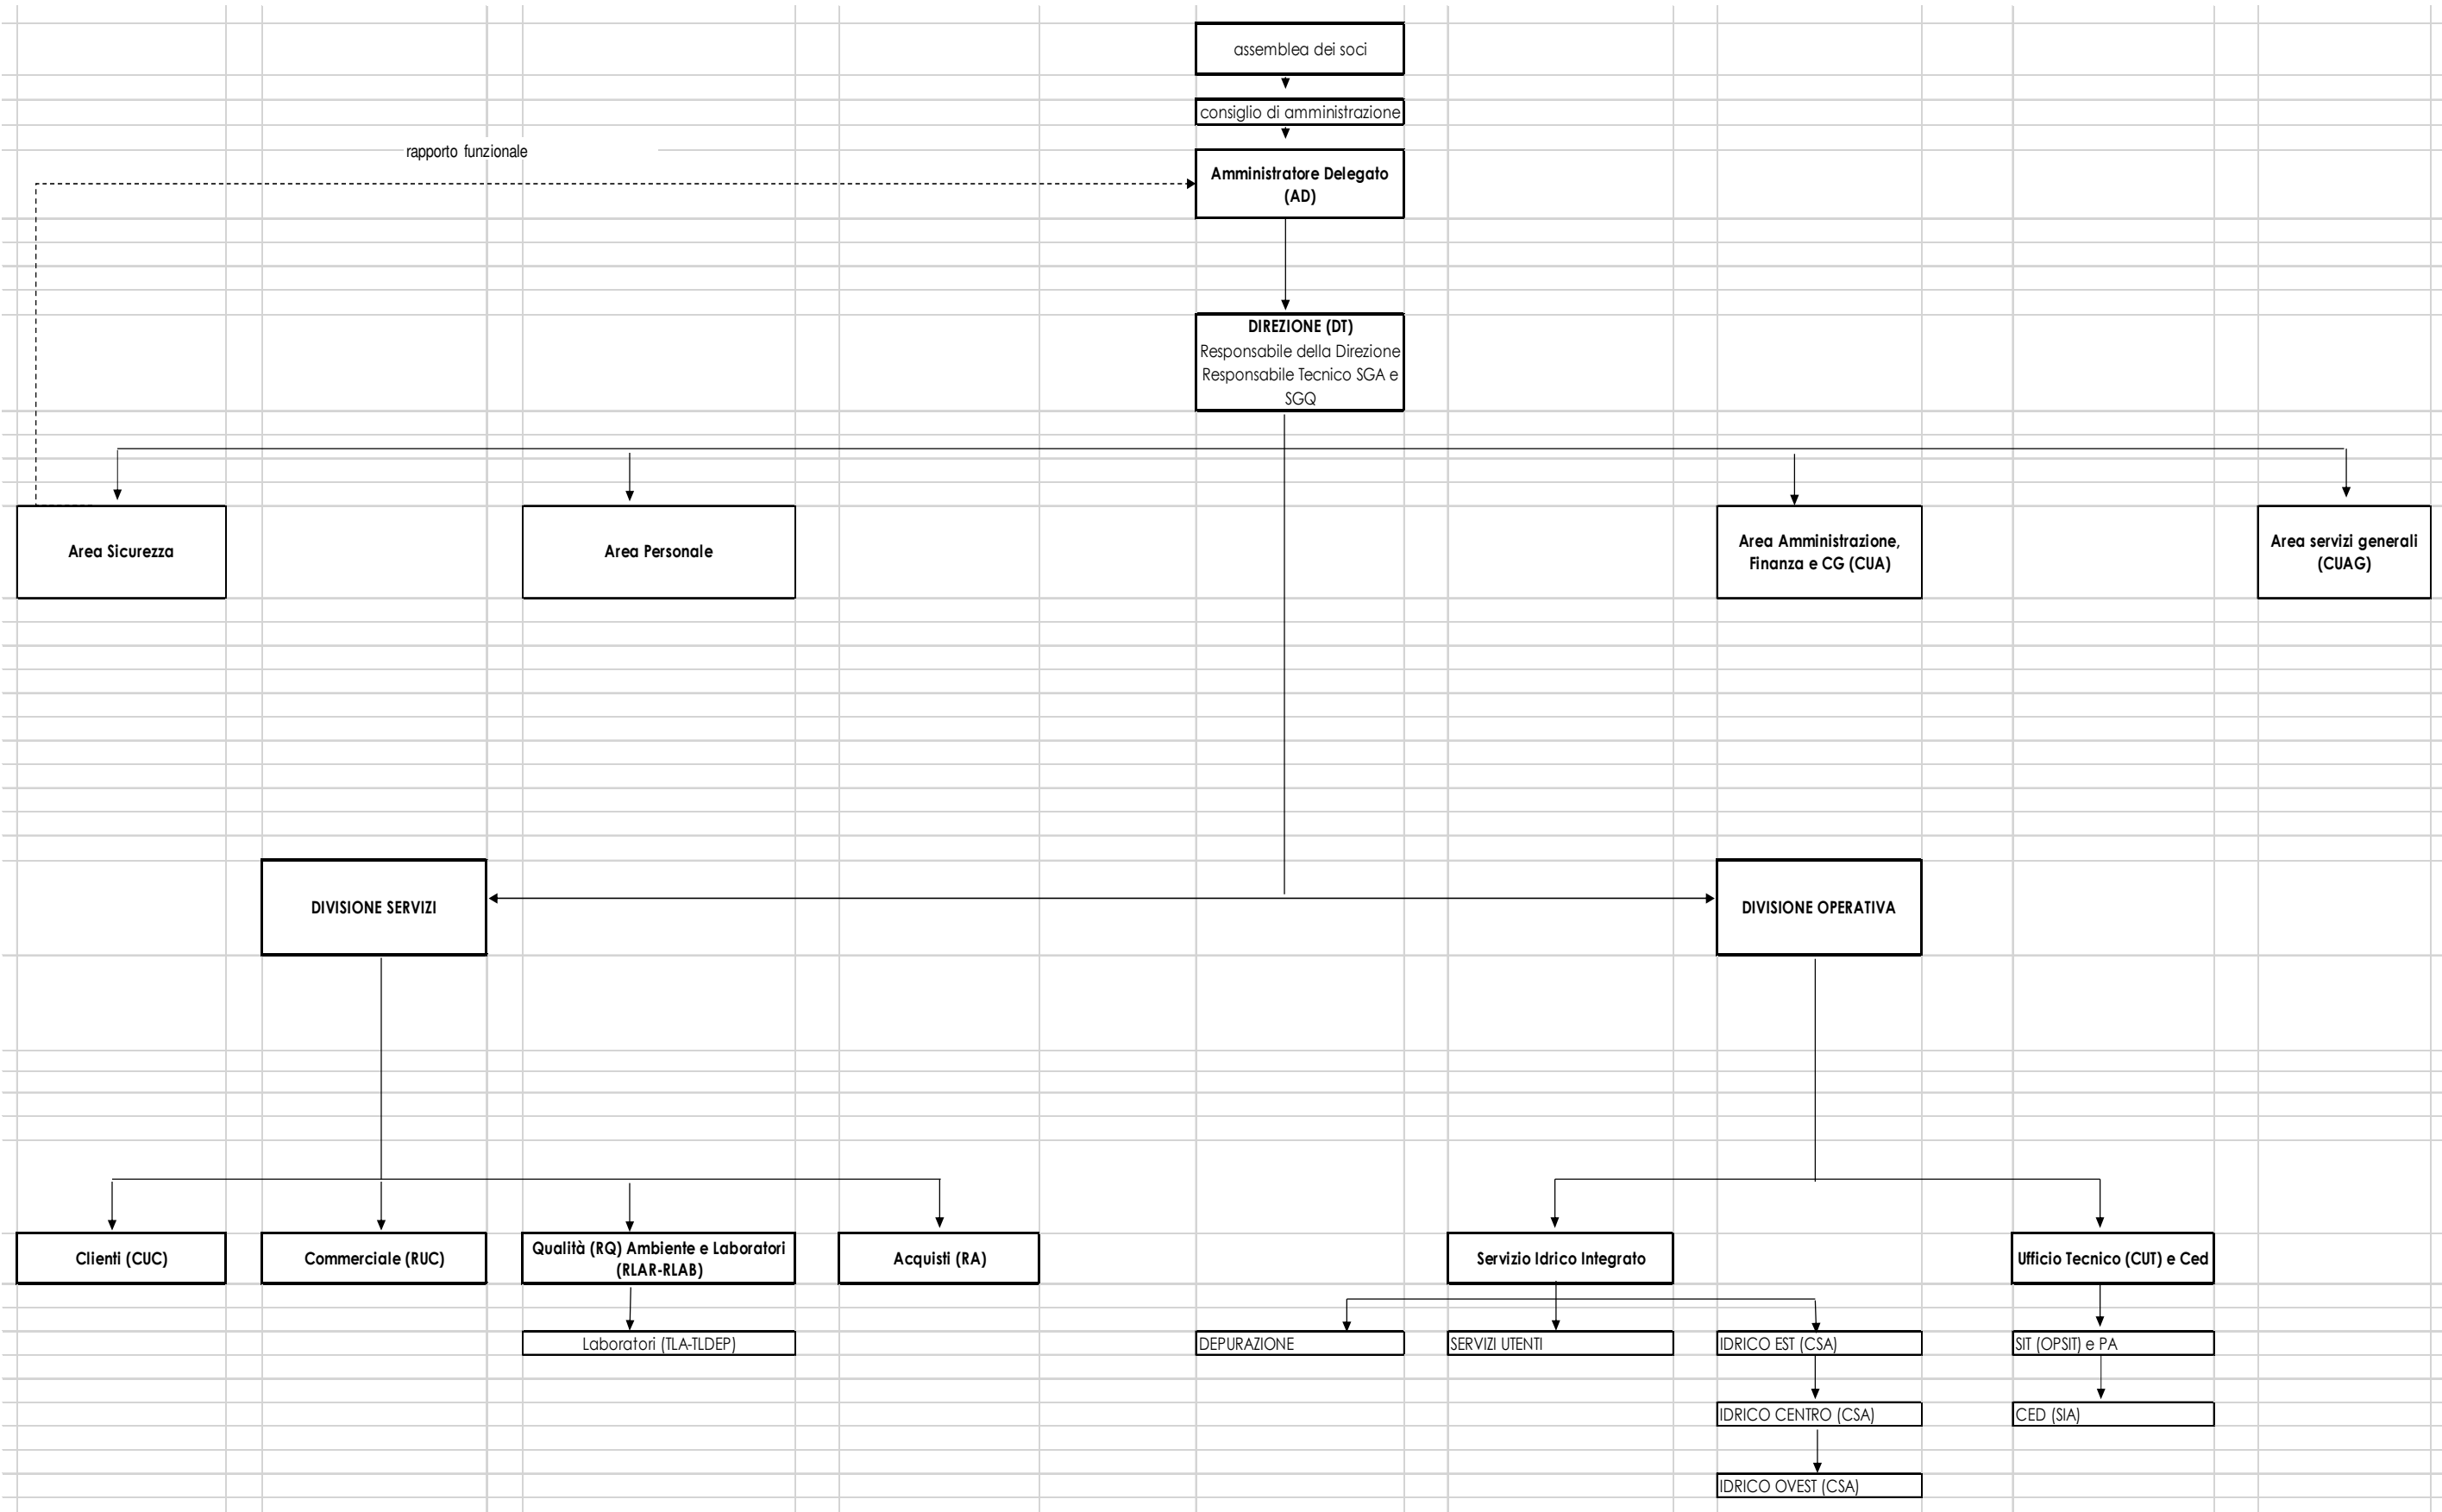 assemblea dei soci
consiglio di amministrazione
rapporto funzionale
Amministratore Delegato
(AD)
DIREZIONE (DT)
Responsabile della Direzione
Responsabile Tecnico SGA e
SGQ
Area Sicurezza
Area Personale
Area Amministrazione,
Finanza e CG (CUA)
Area servizi generali
(CUAG)
DIVISIONE SERVIZI
DIVISIONE OPERATIVA
Clienti (CUC)
Commerciale (RUC)
Qualità (RQ) Ambiente e Laboratori
(RLAR-RLAB)
Acquisti (RA)
Servizio Idrico Integrato
Ufficio Tecnico (CUT) e Ced
Laboratori (TLA-TLDEP)
DEPURAZIONE
SERVIZI UTENTI
IDRICO EST (CSA)
SIT (OPSIT) e PA
IDRICO CENTRO (CSA)
CED (SIA)
IDRICO OVEST (CSA)